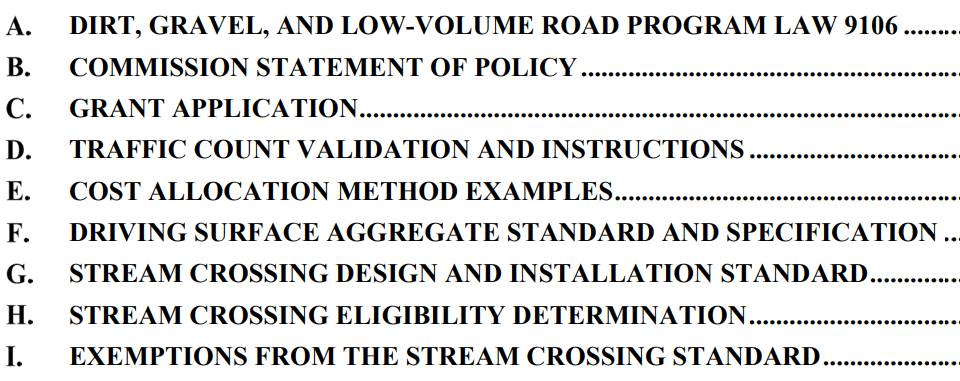 A. DIRT, GRAVEL, AND LOW-VOLUME ROAD PROGRAM LAW 9106 .........
B. COMMISSION STATEMENT OF POLICY ......................................................
C. GRANT APPLICATION...................................................................................
D. TRAFFIC COUNT VALIDATION AND INSTRUCTIONS ..............................
E. COST ALLOCATION METHOD EXAMPLES.................................................
F. DRIVING SURFACE AGGREGATE STANDARD AND SPECIFICATION ...
G. STREAM CROSSING DESIGN AND INSTALLATION STANDARD.............
H. STREAM CROSSING ELIGIBILITY DETERMINATION..............................
I. EXEMPTIONS FROM THE STREAM CROSSING STANDARD....................